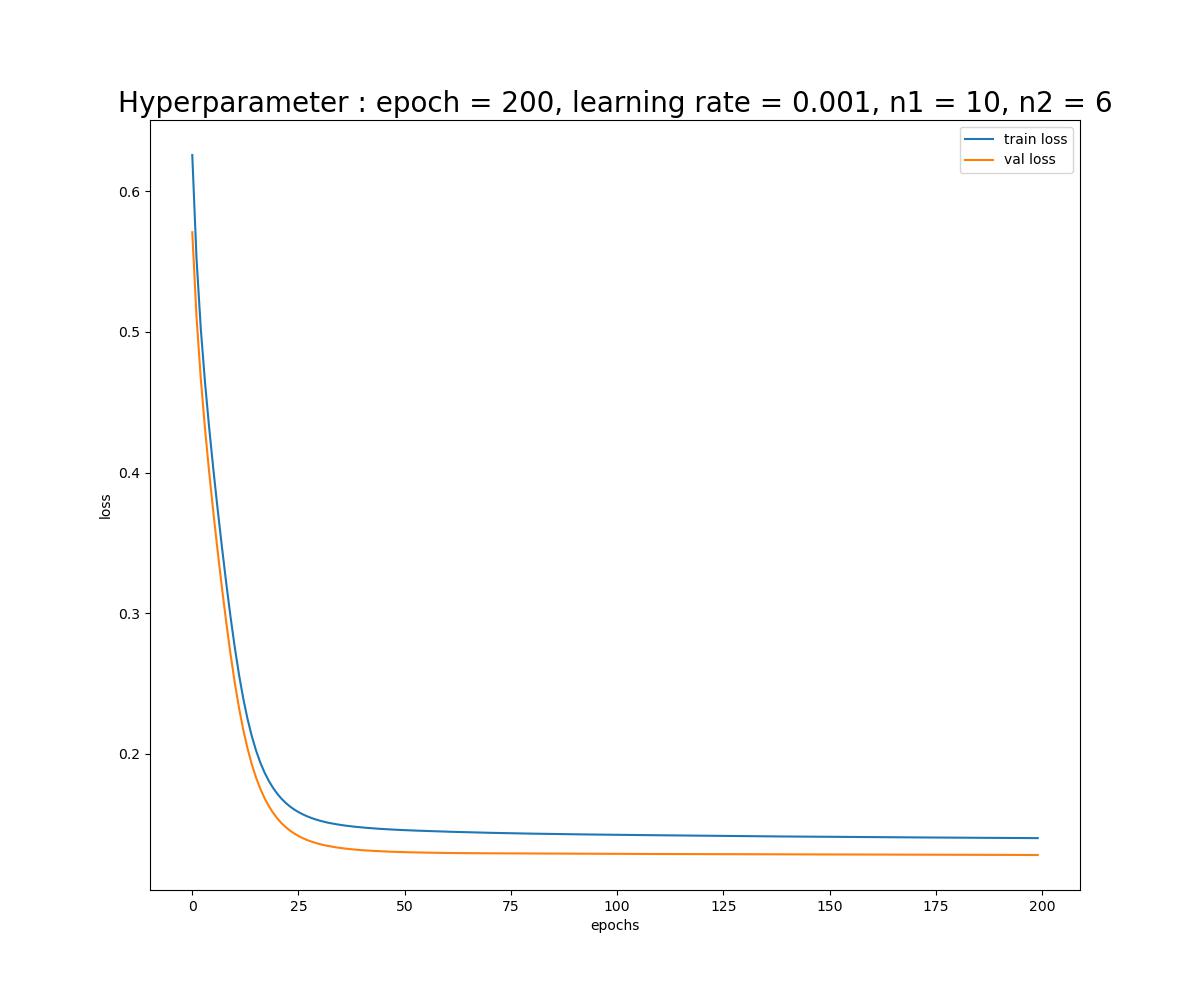 Hyperparameter : epoch = 200, learning rate = 0.001, n1 = 10, n2 = 6
train loss
val loss
0.6
0.5
0.4
0.3
0.2
loss
0 25 50 75 100 125 150 175 200
epochs